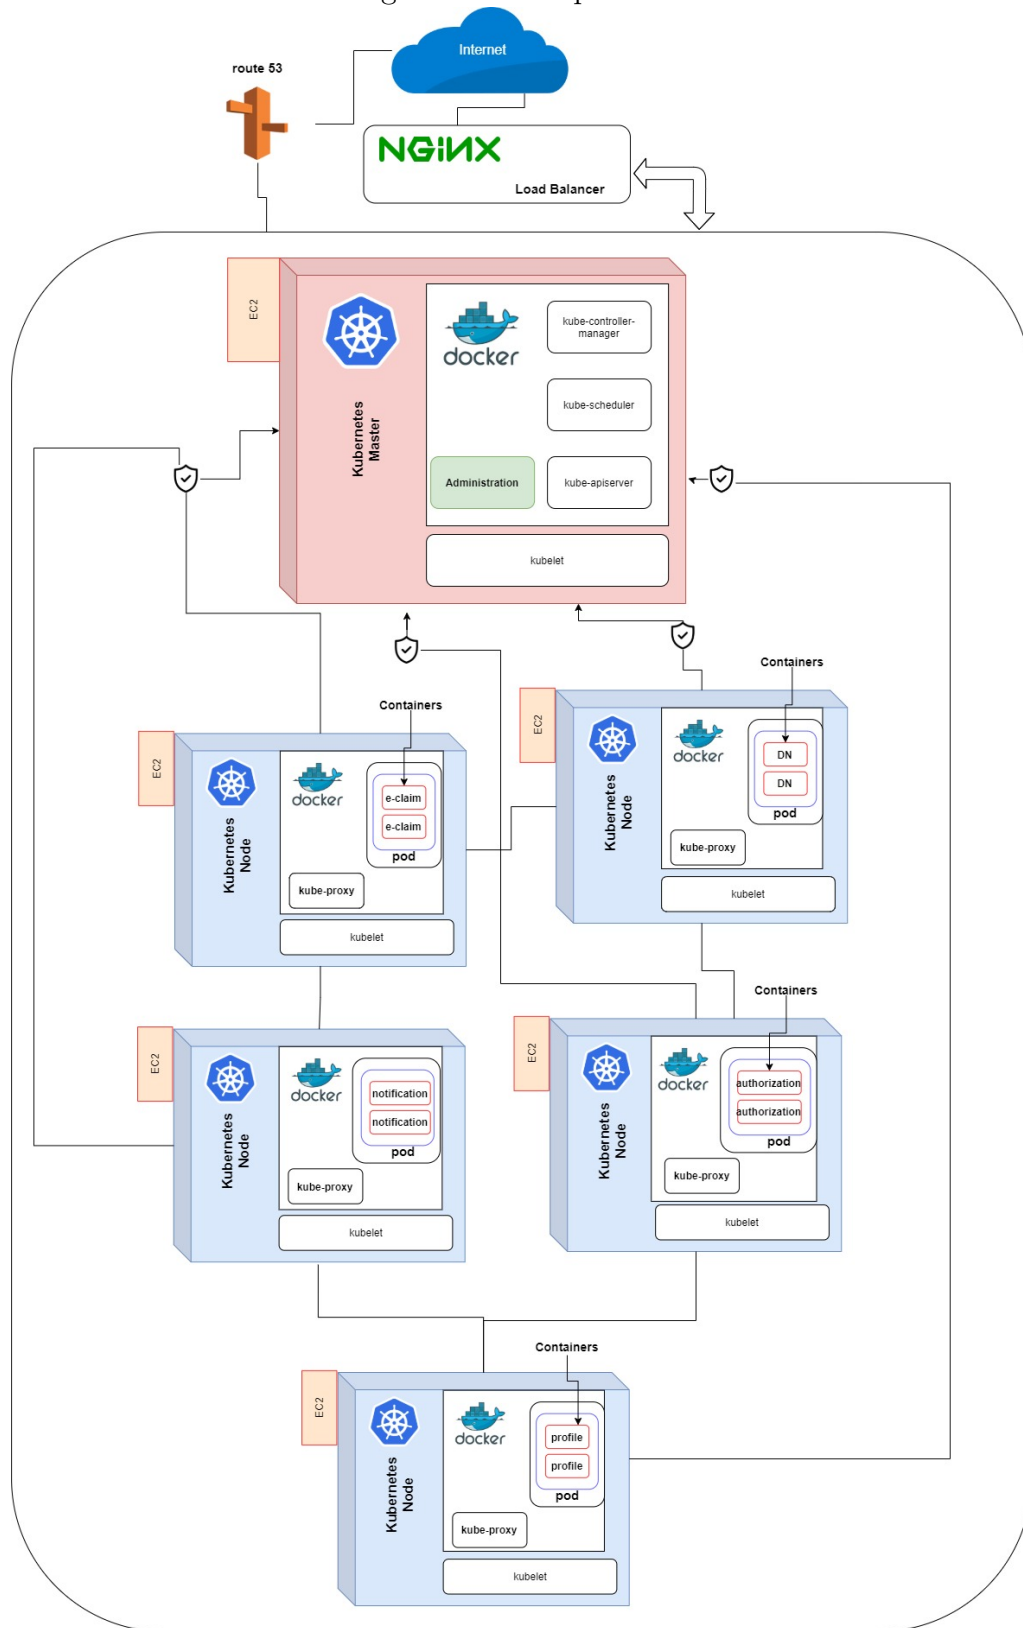 Internet
route 53
NGINX
Load Balancer
EC2
Kubernetes
Master
docker
kube-controller-
manager
kube-scheduler
Administration
kube-apiserver
kubelet
Containers
EC2
Kubernetes
Node
docker
DN
DN
pod
kube-proxy
kubelet
Containers
EC2
Kubernetes
Node
docker
e-claim
e-claim
pod
kube-proxy
kubelet
Containers
EC2
Kubernetes
Node
docker
authorization
authorization
pod
kube-proxy
kubelet
EC2
Kubernetes
Node
docker
notification
notification
pod
kube-proxy
kubelet
Containers
EC2
Kubernetes
Node
docker
profile
profile
pod
kube-proxy
kubelet